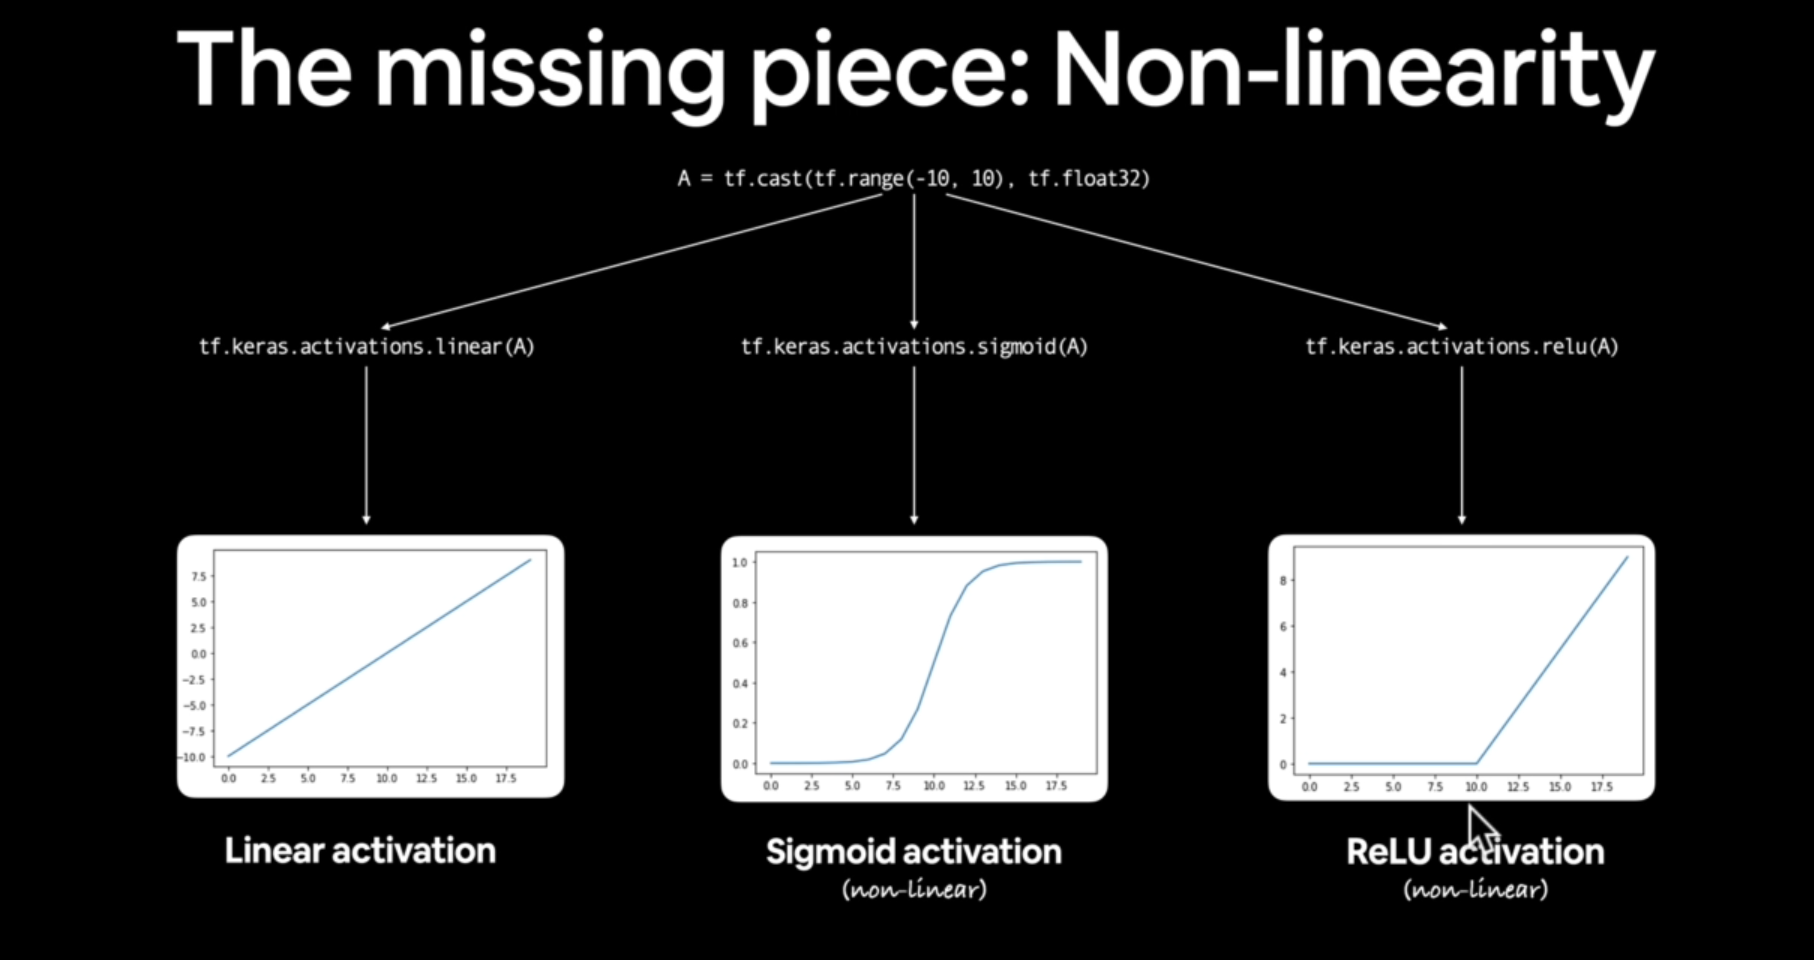 The missing piece: Non-linearity
A = tf.cast(tf.range(-10, 10), tf.float32)
tf.keras.activations.linear(A)
tf.keras.activations.sigmoid(A)
tf.keras.activations.relu(A)
7.5
5.0
2.5
0.0
−2.5
−5.0
−7.5
−10.0
0.0 2.5 5.0 7.5 10.0 12.5 15.0 17.5
1.0
0.8
0.6
0.4
0.2
0.0
0.0 2.5 5.0 7.5 10.0 12.5 15.0 17.5
8
6
4
2
0
0.0 2.5 5.0 7.5 10.0 12.5 15.0 17.5
Linear activation
Sigmoid activation
(non-linear)
ReLU activation
(non-linear)